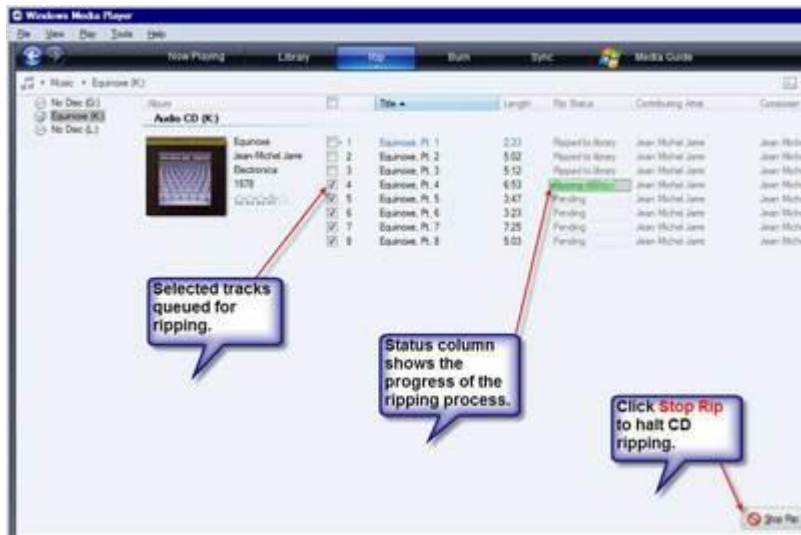 Windows Media Player
File View Play Tools Help
Now Playing Library Rip Burn Sync Media Guide
Music Equinoxe (K:)
No Disc (G:)
Equinoxe (K:)
No Disc (L:)
Album Title Length Rip Status Contributing Artist Composer
Audio CD (K:)
Equinoxe
Jean-Michel Jarre
Electronica
1978
1 Equinoxe, Pt. 1 2:23 Ripped to library Jean Michel Jarre
2 Equinoxe, Pt. 2 5:02 Ripped to library Jean Michel Jarre
3 Equinoxe, Pt. 3 5:12 Ripped to library Jean Michel Jarre
4 Equinoxe, Pt. 4 6:53 Jean Michel Jarre
5 Equinoxe, Pt. 5 3:47 Pending Jean Michel Jarre
6 Equinoxe, Pt. 6 3:23 Pending Jean Michel Jarre
7 Equinoxe, Pt. 7 7:25 Pending Jean Michel Jarre
8 Equinoxe, Pt. 8 5:03 Pending Jean Michel Jarre
Selected tracks
queued for
ripping.
Status column
shows the
progress of the
ripping process.
Click Stop Rip
to halt CD
ripping.
Stop Rip